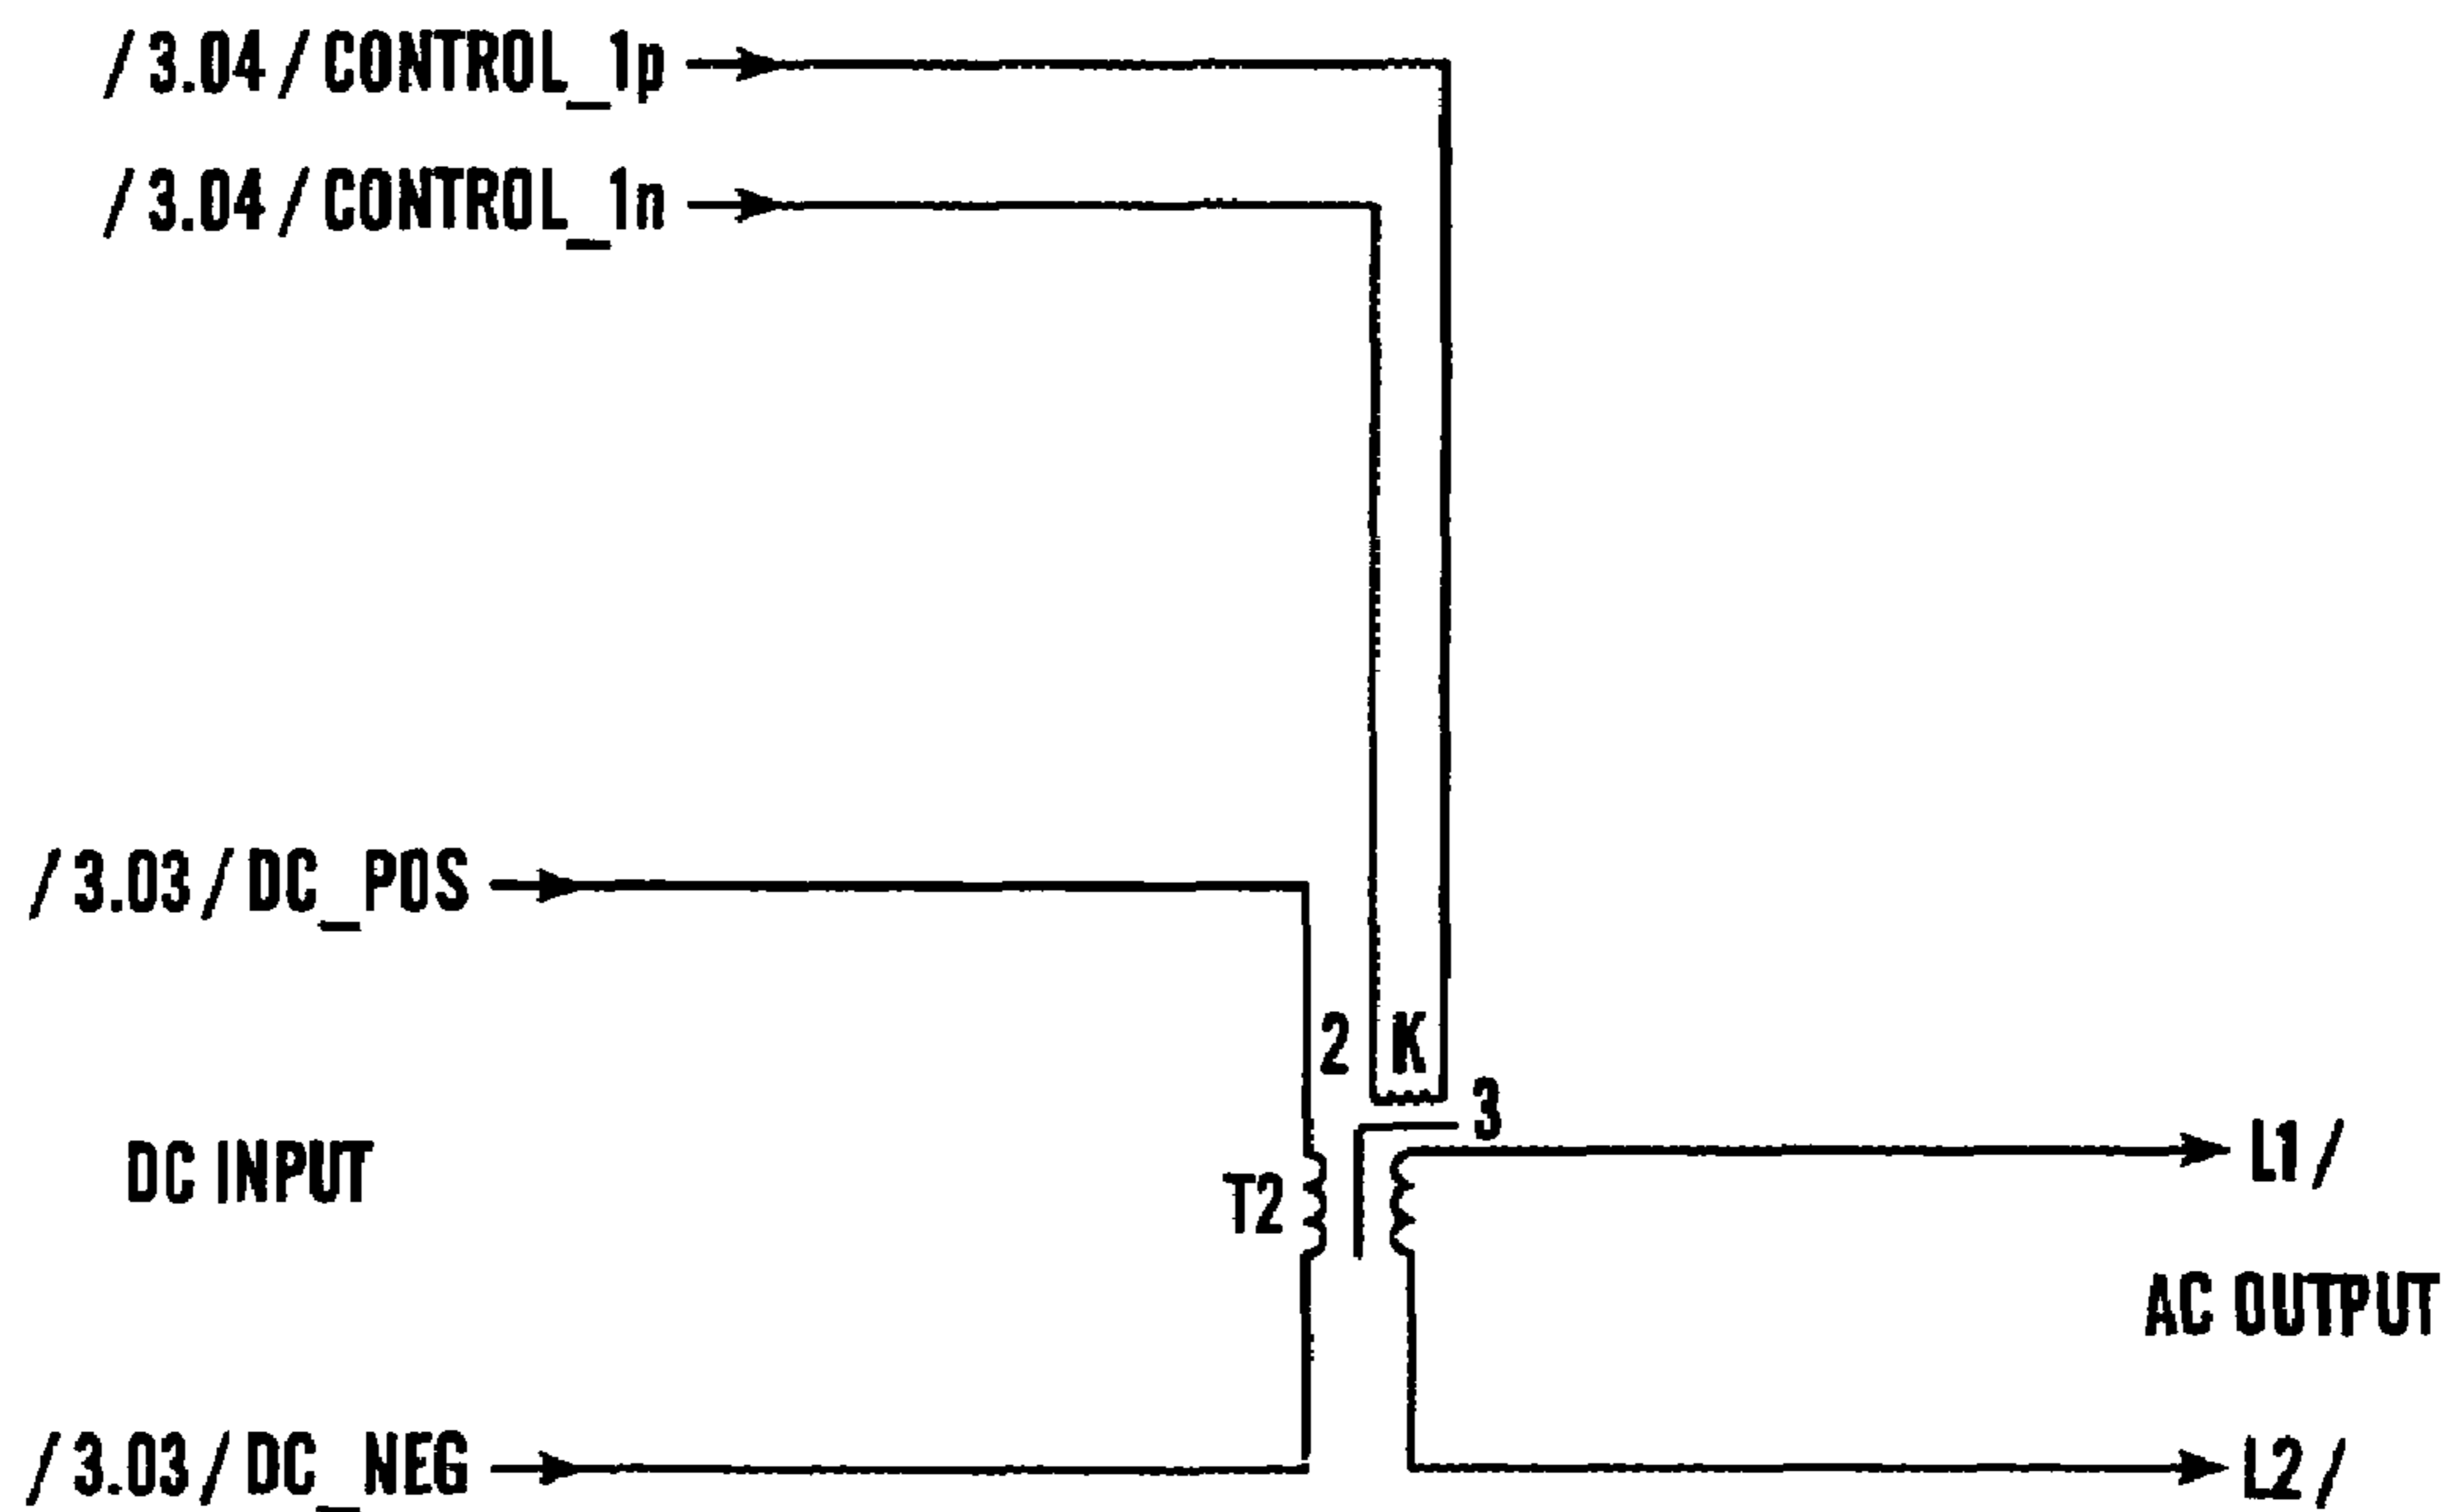 /3.04/CONTROL_1p
/3.04/CONTROL_1n
/3.03/DC_POS
2 K
3
L1/
DC INPUT
T2
AC OUTPUT
/3.03/DC_NEG
L2/